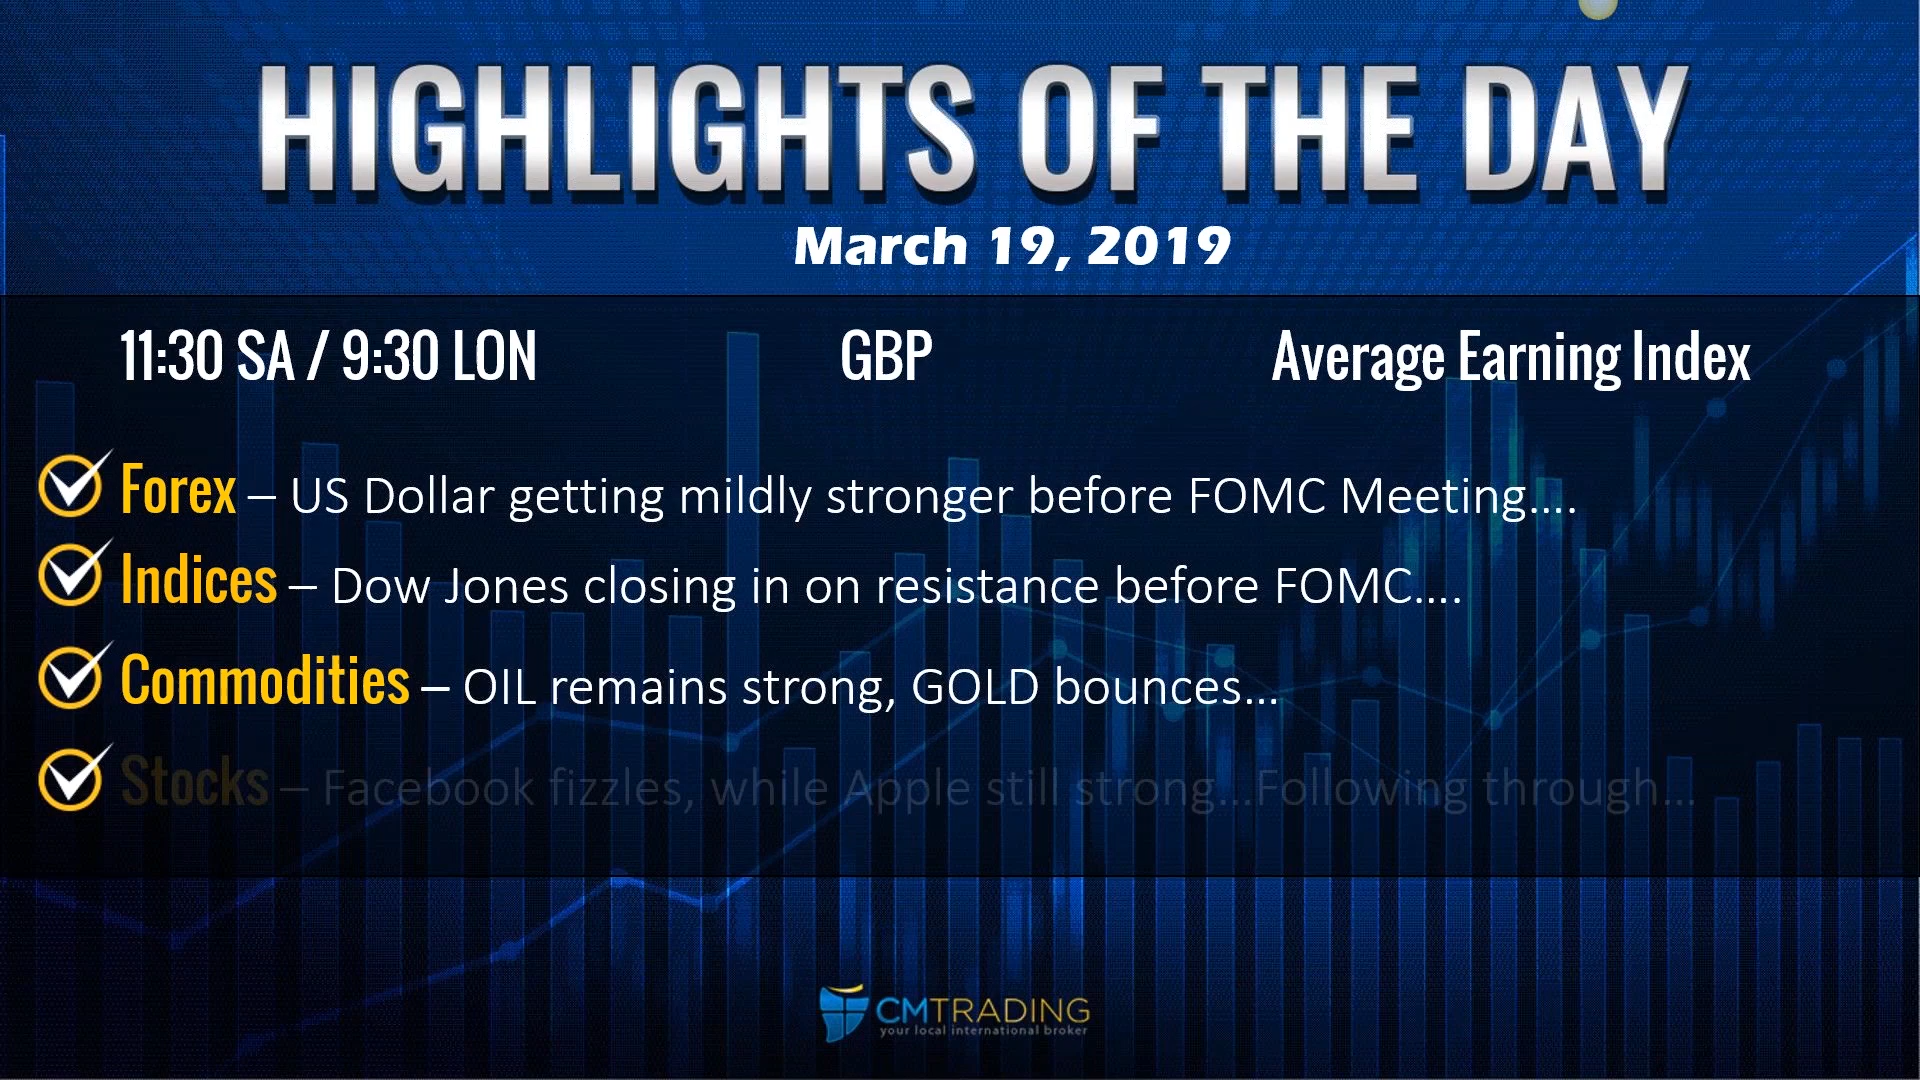 HIGHLIGHTS OF THE DAY
March 19, 2019
11:30 SA / 9:30 LON GBP Average Earning Index
Forex – US Dollar getting mildly stronger before FOMC Meeting....
Indices – Dow Jones closing in on resistance before FOMC....
Commodities – OIL remains strong, GOLD bounces...
Stocks – Facebook fizzles, while Apple still strong...Following through...
CMTRADING
your local international broker